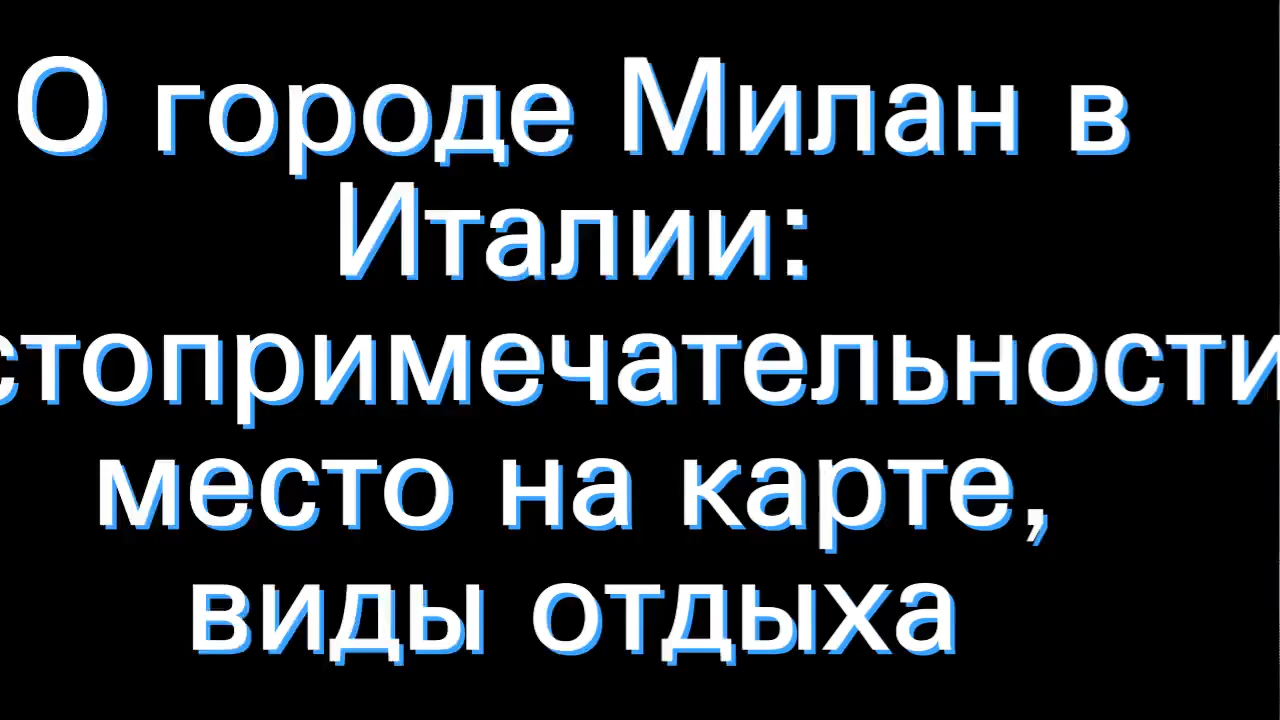 О городе Милан в
Италии:
стопримечательности
место на карте,
виды отдыха